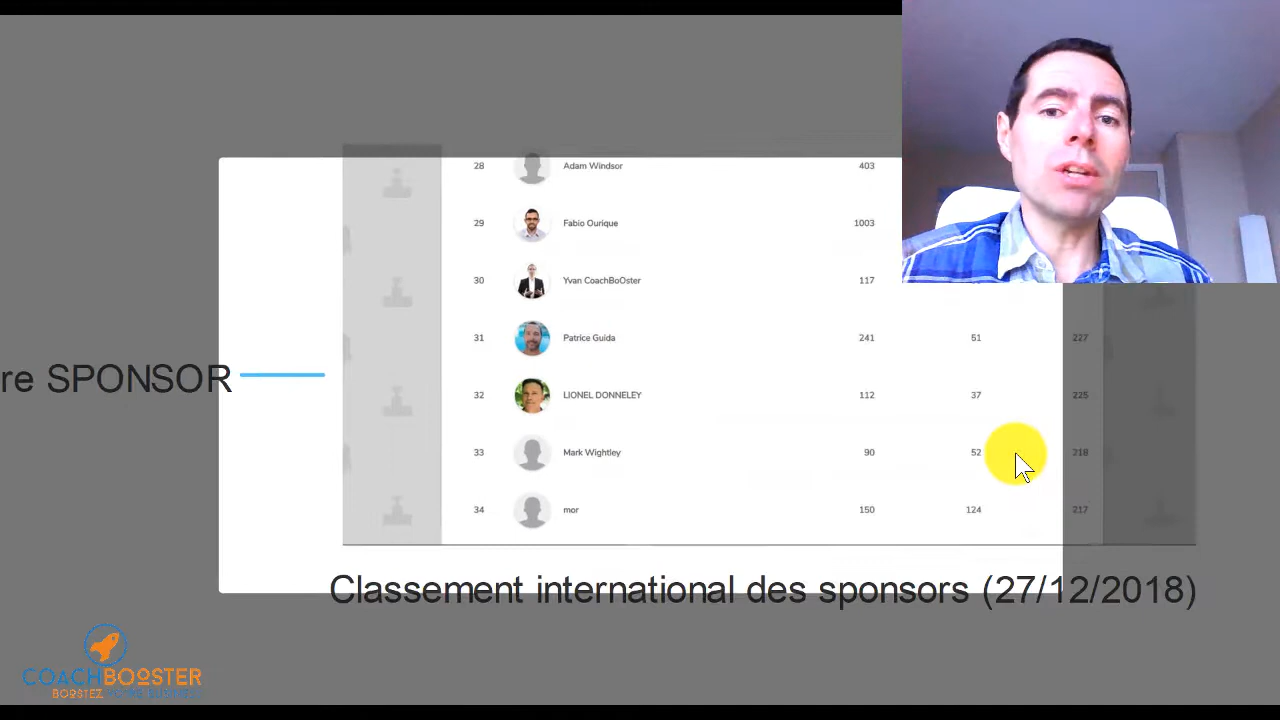 28 Adam Windsor 403
29 Fabio Ourique 1003
30 Yvan CoachBoOster 117
31 Patrice Guida 241 51 227
re SPONSOR
32 LIONEL DONNELEY 112 37 225
33 Mark Wightley 90 52 218
34 mor 150 124 217
Classement international des sponsors (27/12/2018)
COACHBOOSTER
BOOSTEZ